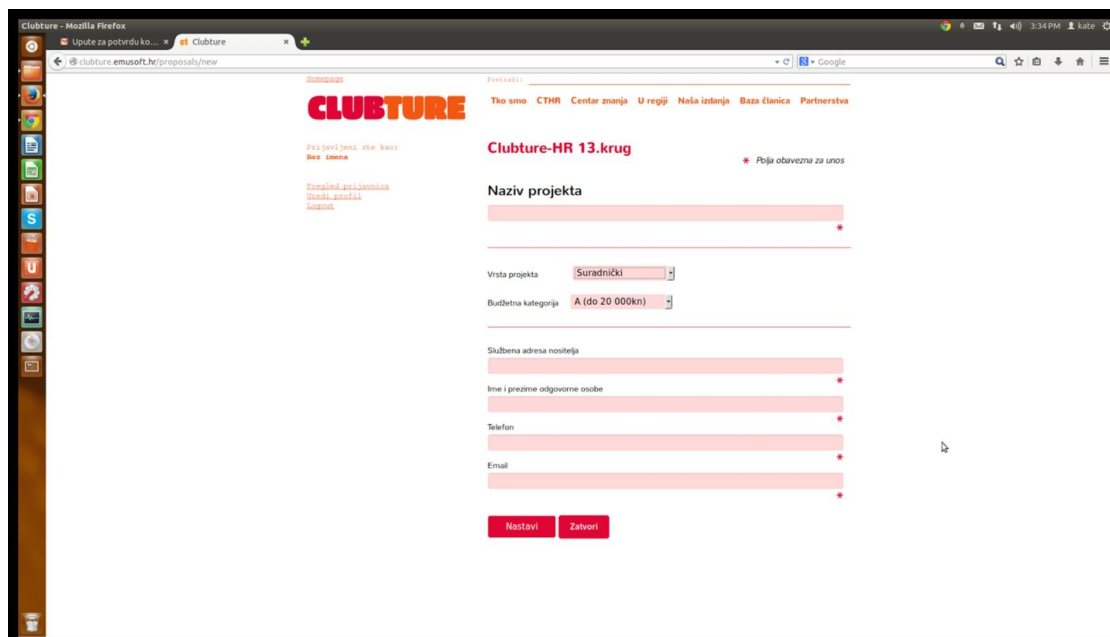 Clubture - Mozilla Firefox
3:34 PM kate
Upute za potvrdu ko... × ct Clubture ×
clubture.emusoft.hr/proposals/new
Google
Homepage
Pretraži:
CLUBTURE
Tko smo CTHR Centar znanja U regiji Naša izdanja Baza članica Partnerstva
Prijavljeni ste kao:
Bez imena
Clubture-HR 13.krug
* Polja obavezna za unos
Pregled prijavnica
Uredi profil
Logout
Naziv projekta
*
Vrsta projekta Suradnički
Budžetna kategorija A (do 20 000kn)
Službena adresa nositelja
*
Ime i prezime odgovorne osobe
*
Telefon
*
Email
*
Nastavi Zatvori